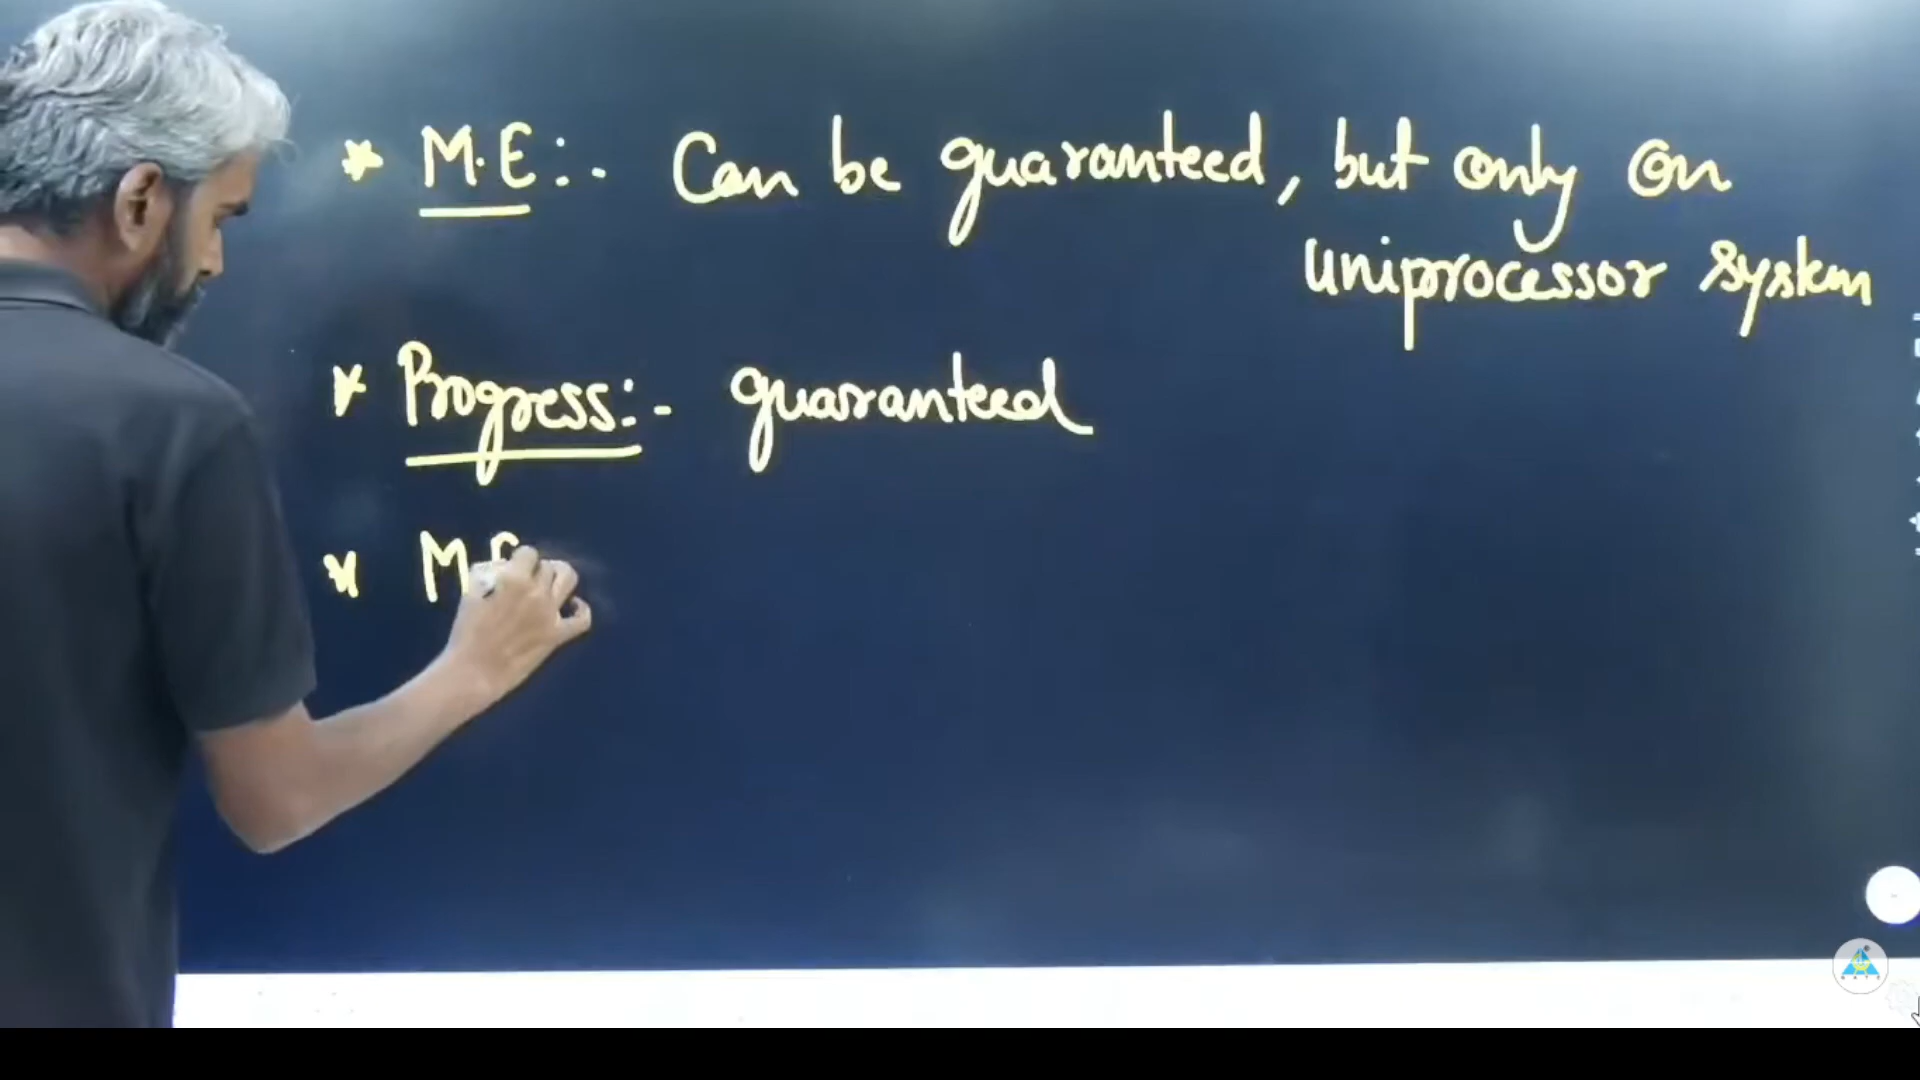 * M.E:- Can be guaranteed, but only on
uniprocessor system
* Progress:- guaranteed
* M